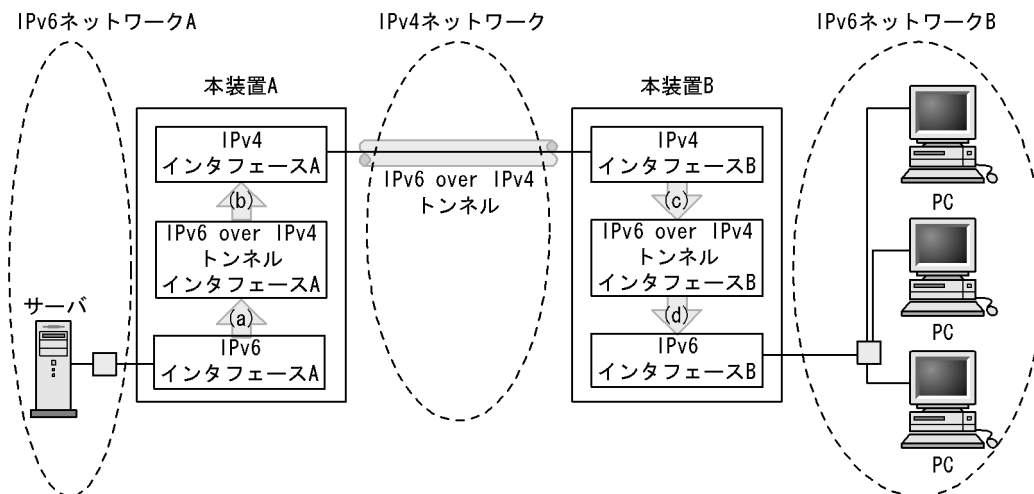 IPv6ネットワークA
IPv4ネットワーク
IPv6ネットワークB
本装置A
本装置B
IPv4
インタフェースA
IPv4
インタフェースB
IPv6 over IPv4
トンネル
(b)
(c)
PC
IPv6 over IPv4
トンネル
インタフェースA
IPv6 over IPv4
トンネル
インタフェースB
サーバ
(a)
(d)
PC
IPv6
インタフェースA
IPv6
インタフェースB
PC